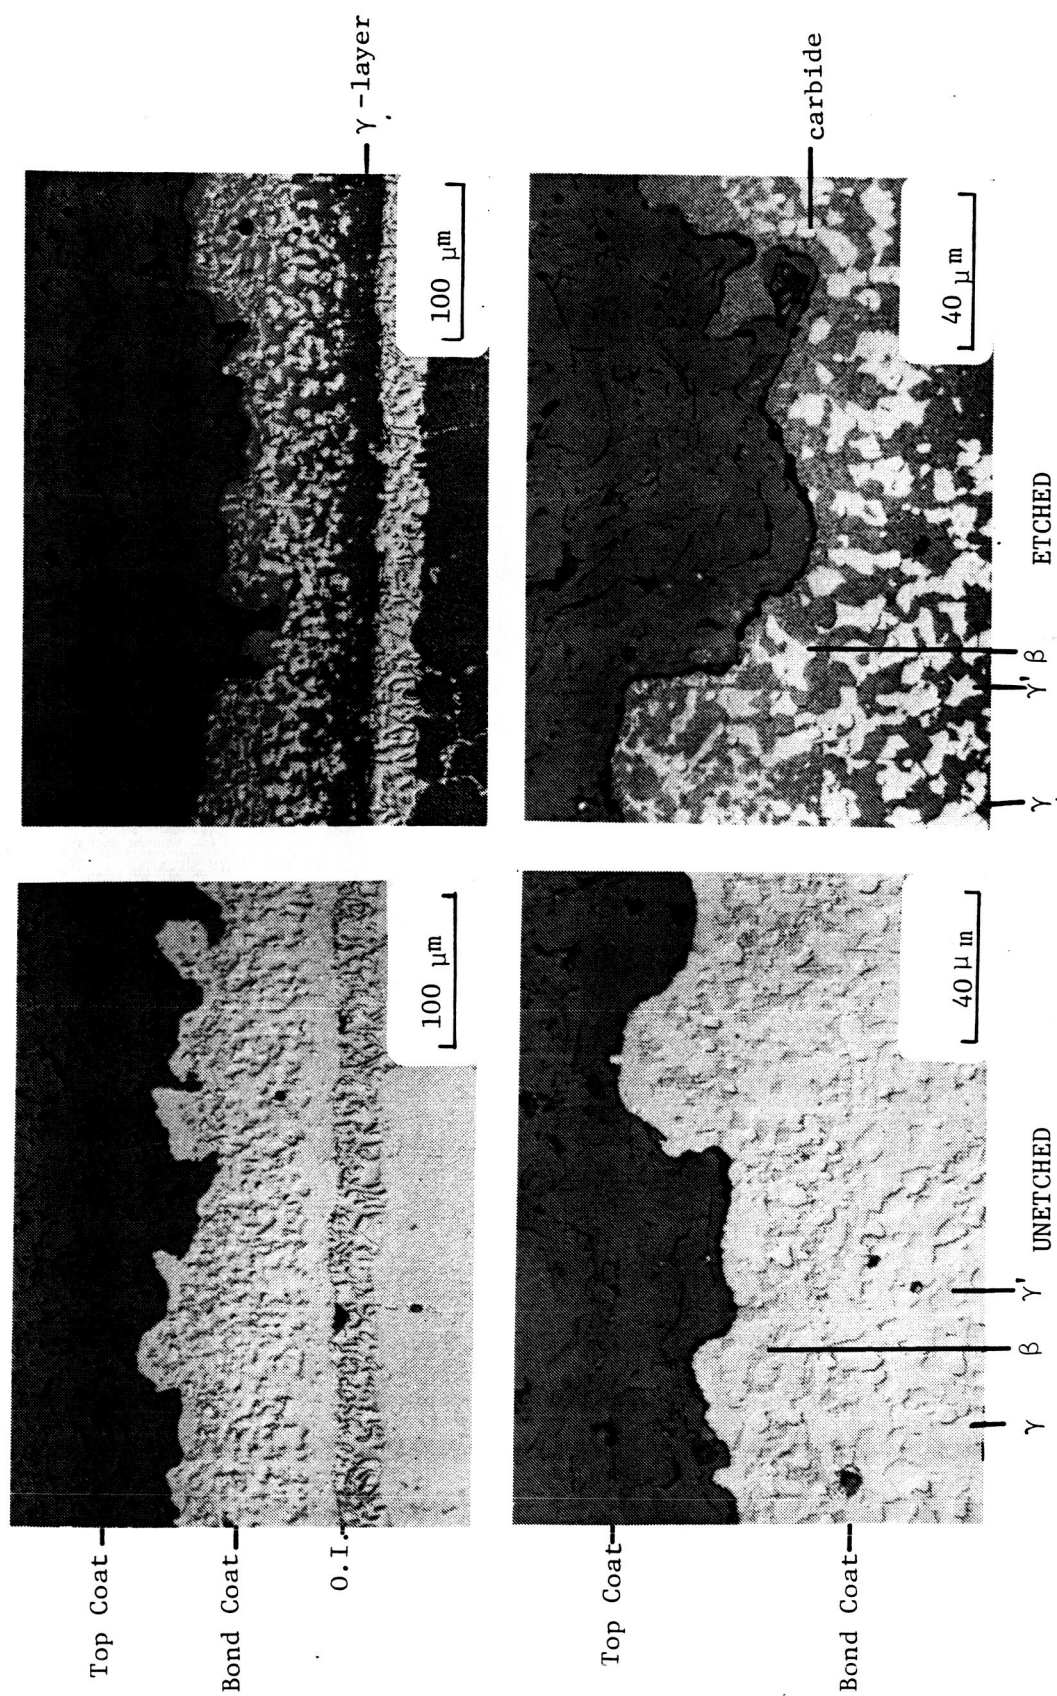 Top Coat
Bond Coat
O.I.
100 μm
100 μm
γ-layer
Top Coat
Bond Coat
40 μm
40 μm
carbide
γ
β
γ'
γ
γ'
β
UNETCHED
ETCHED